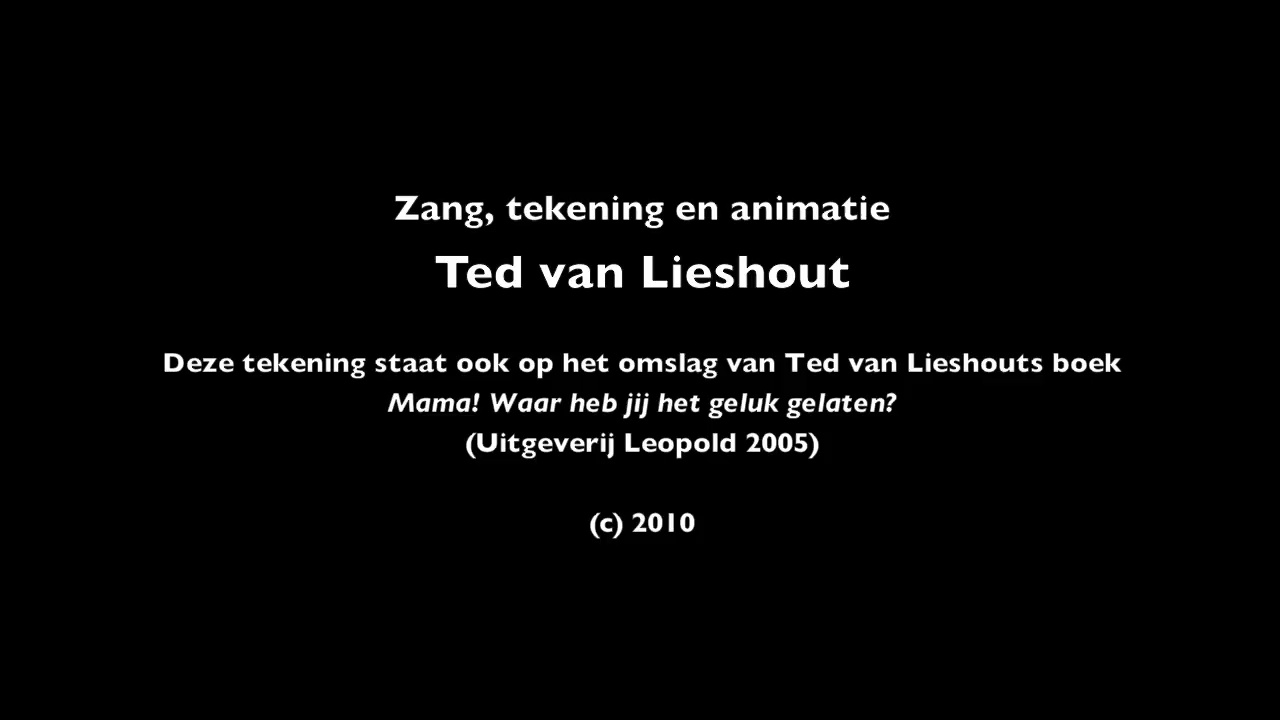 Zang, tekening en animatie
Ted van Lieshout
Deze tekening staat ook op het omslag van Ted van Lieshouts boek
Mama! Waar heb jij het geluk gelaten?
(Uitgeverij Leopold 2005)
(c) 2010